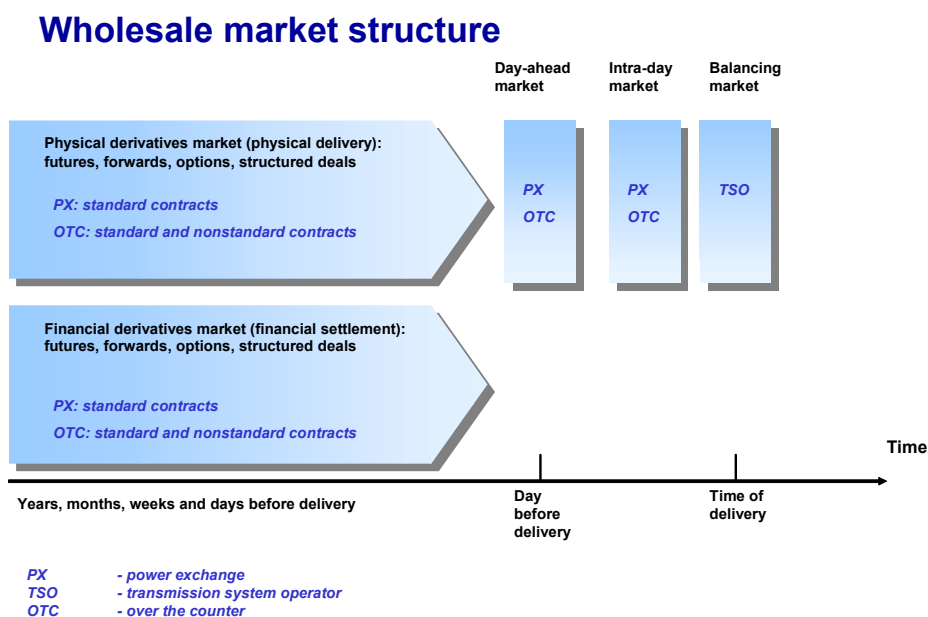 Wholesale market structure
Day-ahead
market
Intra-day
market
Balancing
market
Physical derivatives market (physical delivery):
futures, forwards, options, structured deals
PX: standard contracts
OTC: standard and nonstandard contracts
PX
OTC
PX
OTC
TSO
Financial derivatives market (financial settlement):
futures, forwards, options, structured deals
PX: standard contracts
OTC: standard and nonstandard contracts
Time
Years, months, weeks and days before delivery
Day
before
delivery
Time of
delivery
PX - power exchange
TSO - transmission system operator
OTC - over the counter